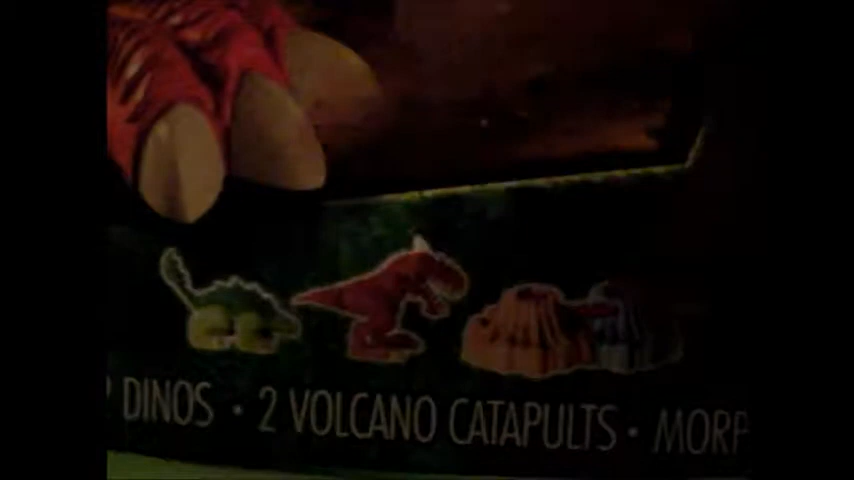 DINOS • 2 VOLCANO CATAPULTS •